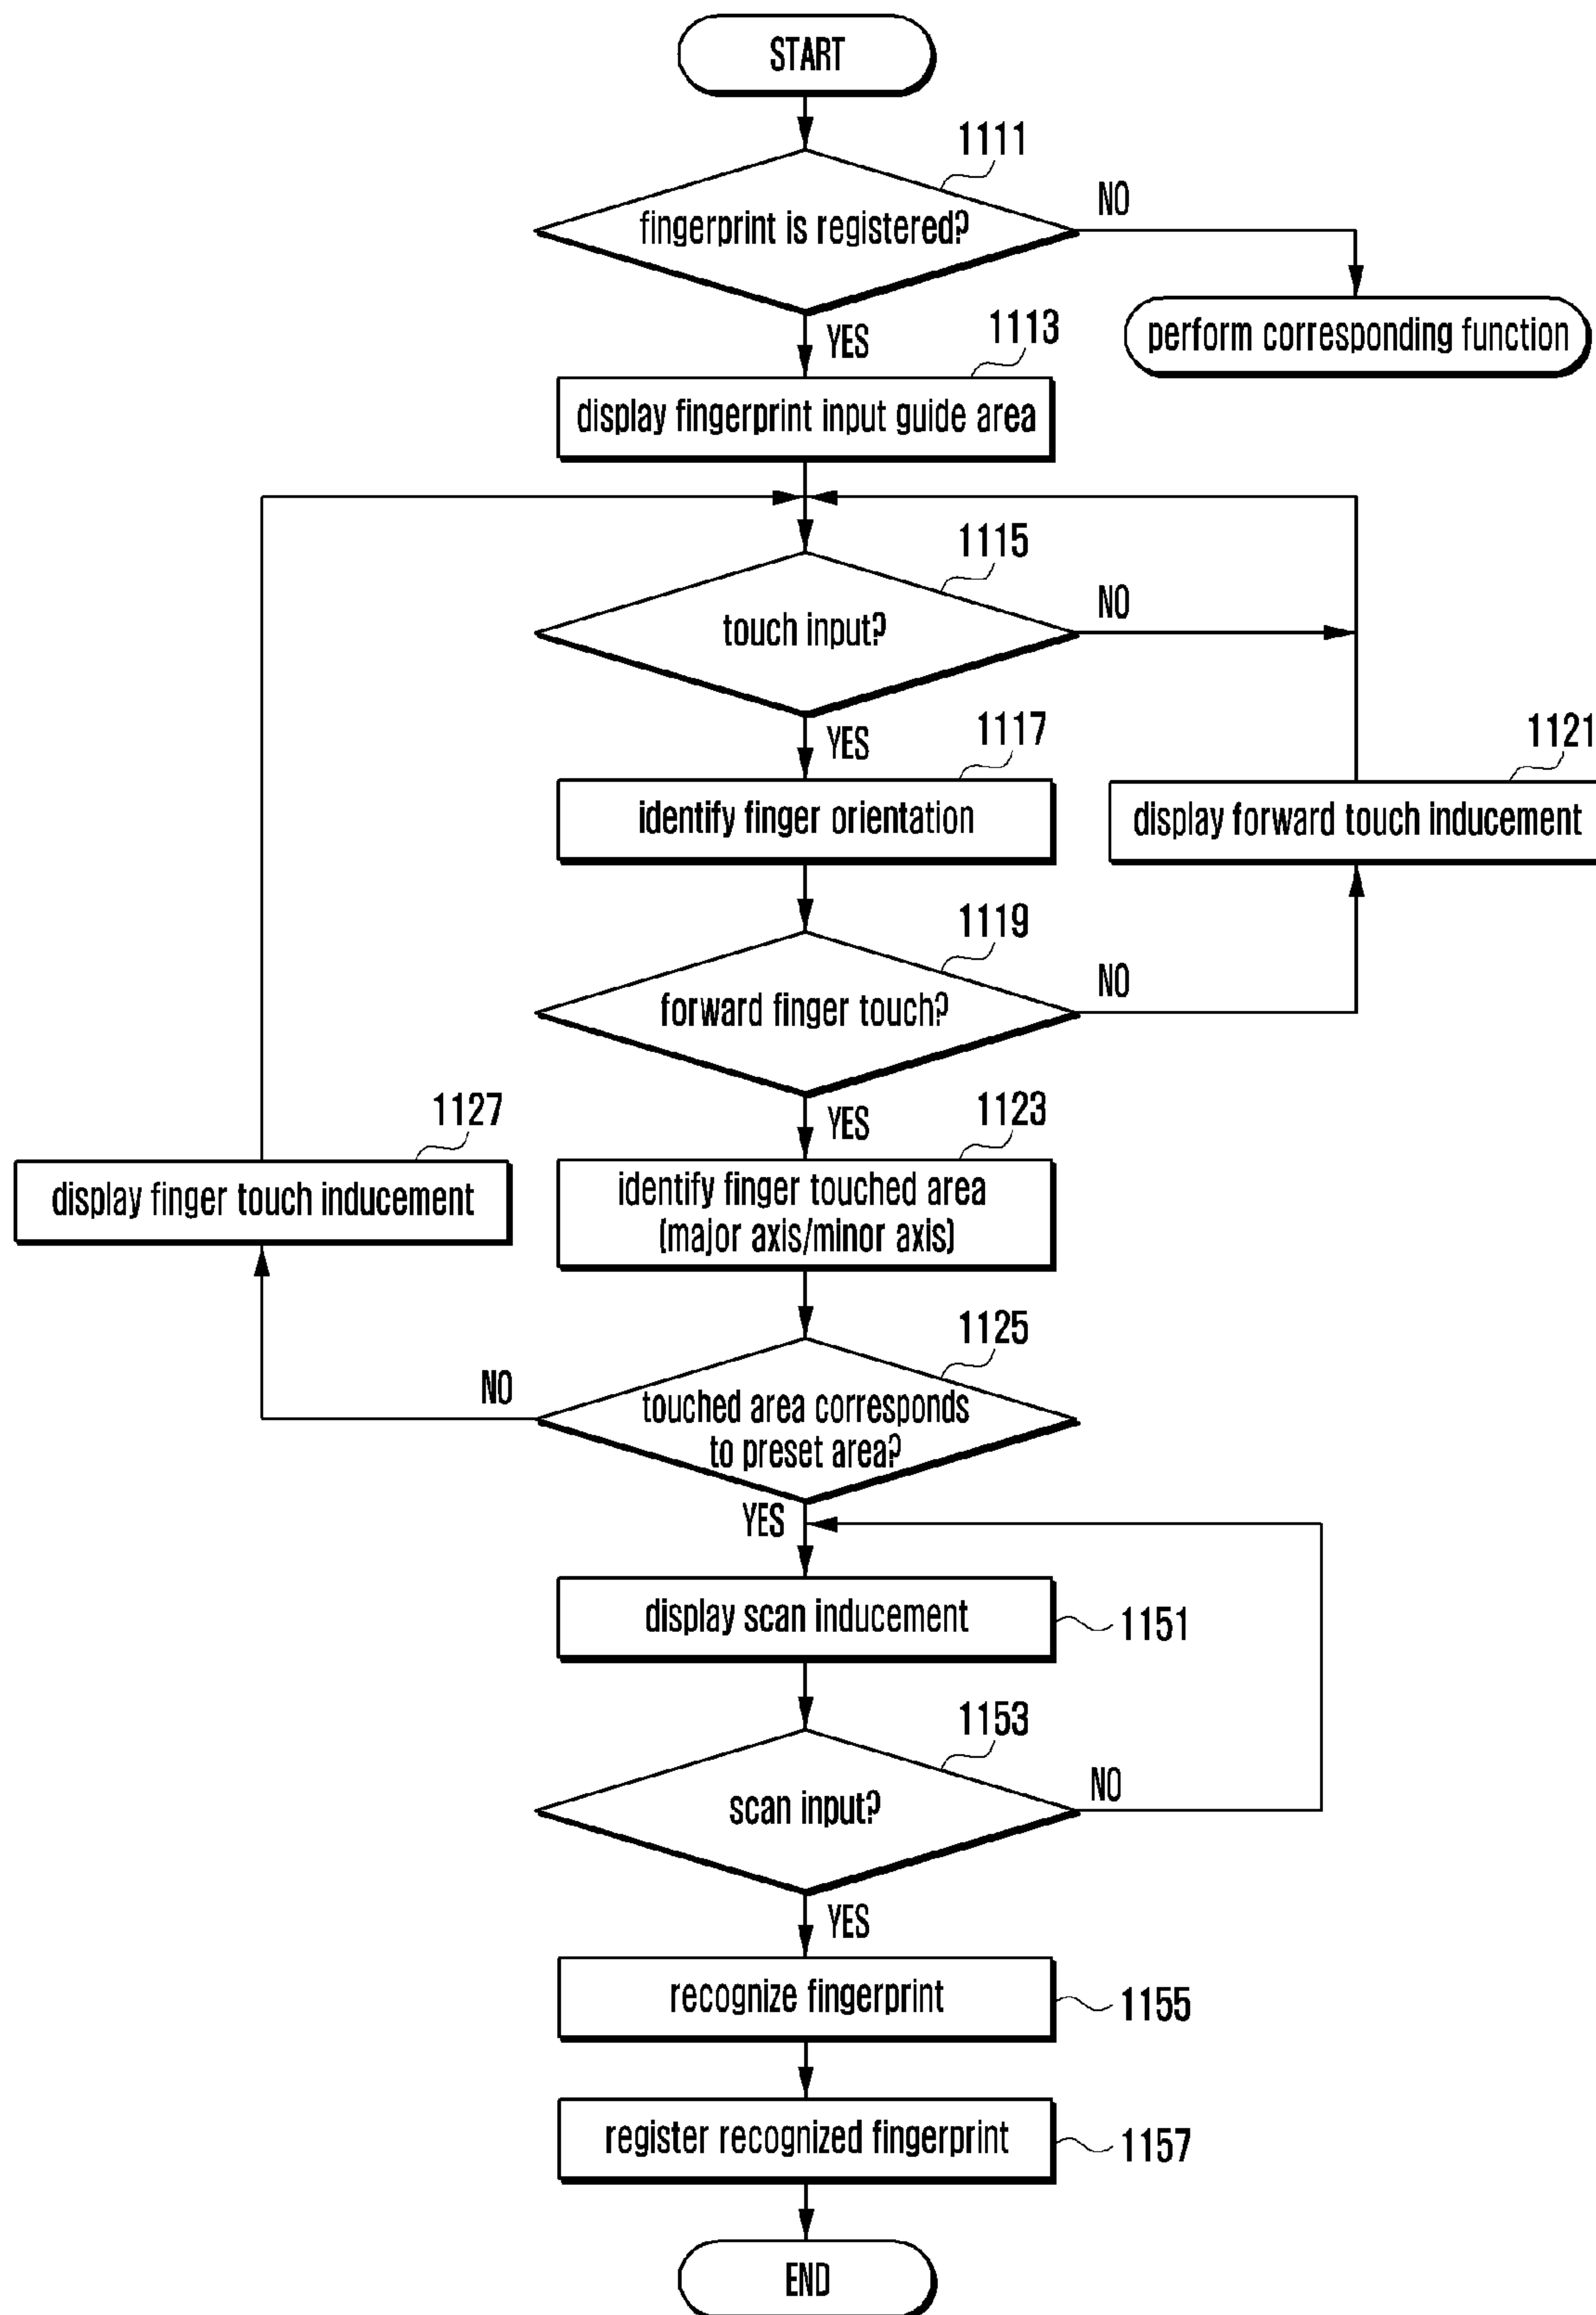 START
1111
fingerprint is registered?
NO
perform corresponding function
YES
1113
display fingerprint input guide area
1115
touch input?
NO
YES
1117
identify finger orientation
1121
display forward touch inducement
1119
forward finger touch?
NO
YES
1127
display finger touch inducement
1123
identify finger touched area
(major axis/minor axis)
1125
touched area corresponds
to preset area?
NO
YES
display scan inducement
1151
1153
scan input?
NO
YES
recognize fingerprint
1155
register recognized fingerprint
1157
END